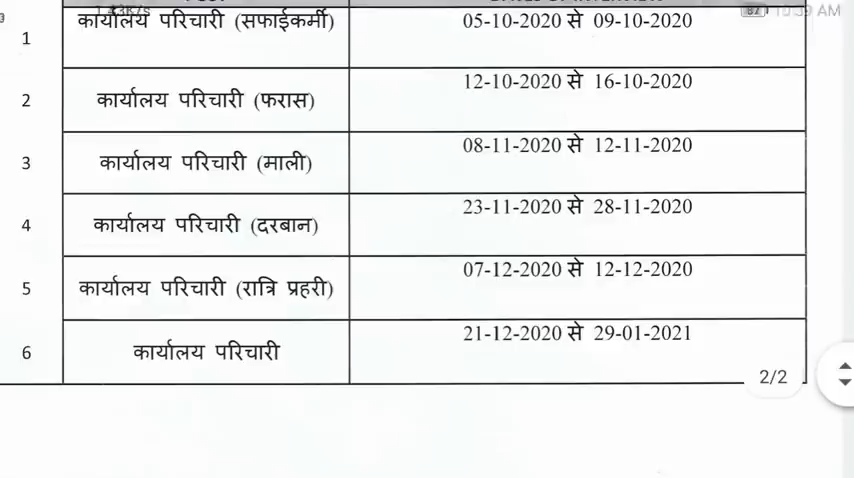 1 कार्यालय परिचारी (सफाईकर्मी) 05-10-2020 से 09-10-2020
2 कार्यालय परिचारी (फरास) 12-10-2020 से 16-10-2020
3 कार्यालय परिचारी (माली) 08-11-2020 से 12-11-2020
4 कार्यालय परिचारी (दरबान) 23-11-2020 से 28-11-2020
5 कार्यालय परिचारी (रात्रि प्रहरी) 07-12-2020 से 12-12-2020
6 कार्यालय परिचारी 21-12-2020 से 29-01-2021
2/2